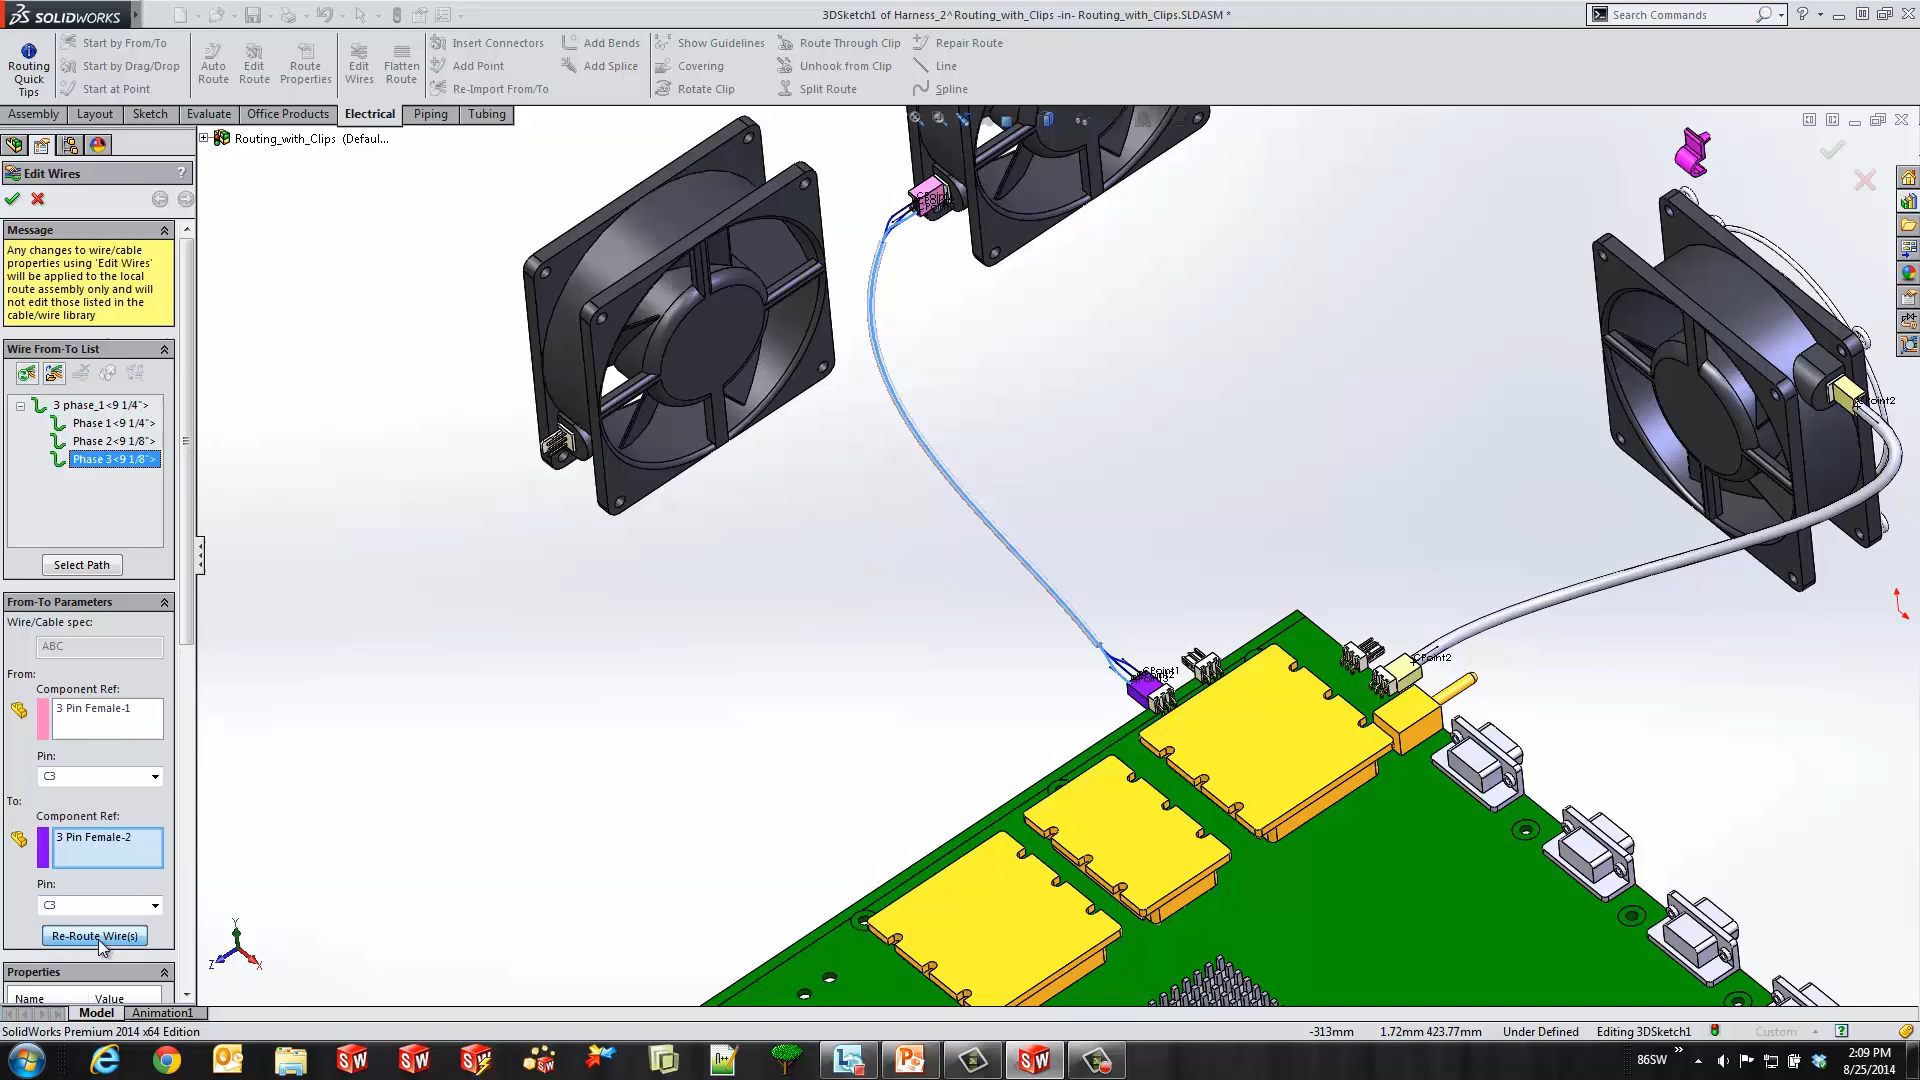 SOLIDWORKS
3DSketch1 of Harness_2^Routing_with_Clips -in- Routing_with_Clips.SLDASM *
Search Commands
Routing Quick Tips
Start by From/To
Start by Drag/Drop
Start at Point
Auto Route
Edit Route
Route Properties
Edit Wires
Flatten Route
Insert Connectors
Add Point
Re-Import From/To
Add Bends
Add Splice
Show Guidelines
Covering
Rotate Clip
Route Through Clip
Unhook from Clip
Split Route
Repair Route
Line
Spline
Assembly Layout Sketch Evaluate Office Products Electrical Piping Tubing
Routing_with_Clips (Defaul...
Edit Wires ?
Message
Any changes to wire/cable
properties using 'Edit Wires'
will be applied to the local
route assembly only and will
not edit those listed in the
cable/wire library
Wire From-To List
3 phase_1<9 1/4">
Phase 1<9 1/4">
Phase 2<9 1/8">
Phase 3<9 1/8">
Select Path
From-To Parameters
Wire/Cable spec:
ABC
From:
Component Ref:
3 Pin Female-1
Pin:
C3
To:
Component Ref:
3 Pin Female-2
Pin:
C3
Re-Route Wire(s)
Properties
Name Value
CPoint1
CPoint2
Y
Z
X
Model Animation1
SolidWorks Premium 2014 x64 Edition
-313mm 1.72mm 423.77mm Under Defined Editing 3DSketch1 Custom
86SW
2:09 PM
8/25/2014